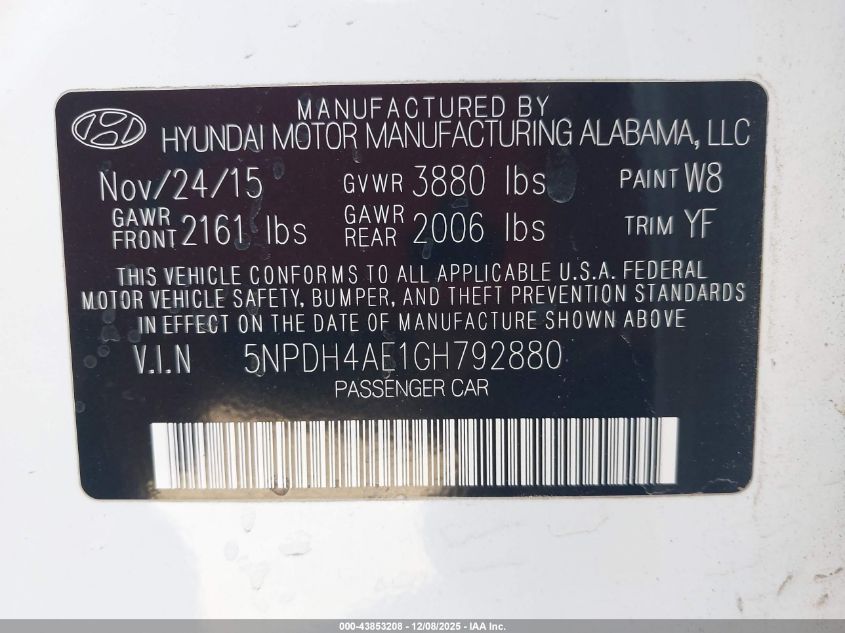 MANUFACTURED BY
HYUNDAI MOTOR MANUFACTURING ALABAMA, LLC
Nov/24/15 GVWR 3880 lbs PAINT W8
GAWR FRONT 2161 lbs GAWR REAR 2006 lbs TRIM YF
THIS VEHICLE CONFORMS TO ALL APPLICABLE U.S.A. FEDERAL
MOTOR VEHICLE SAFETY, BUMPER, AND THEFT PREVENTION STANDARDS
IN EFFECT ON THE DATE OF MANUFACTURE SHOWN ABOVE
V.I.N 5NPDH4AE1GH792880
PASSENGER CAR
000-43853208 - 12/08/2025 - IAA Inc.